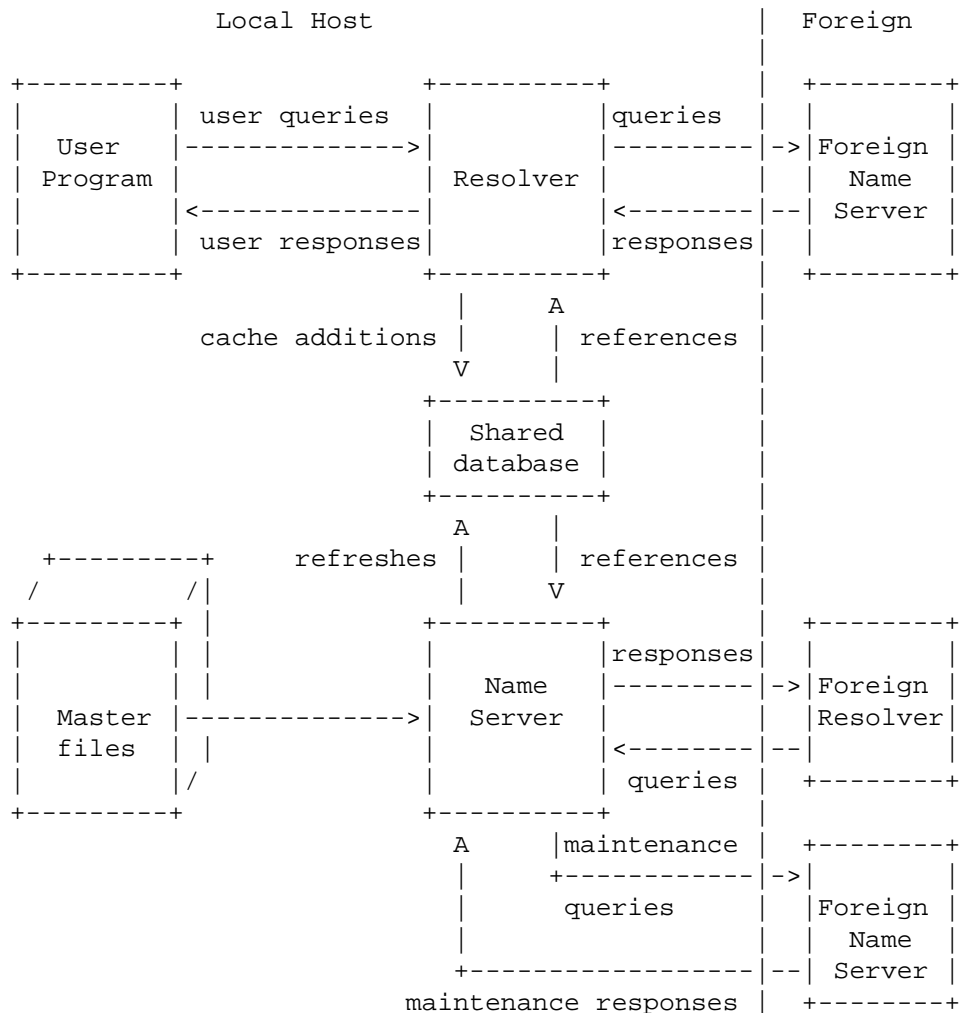 Local Host | Foreign
|
+---------+ +----------+ | +--------+
| | user queries | |queries | | |
| User |-------------->| |---------|->|Foreign |
| Program | | Resolver | | | Name |
| |<--------------| |<--------|--| Server |
| | user responses| |responses| | |
+---------+ +----------+ | +--------+
| A |
cache additions | | references |
V | |
+----------+ |
| Shared | |
| database | |
+----------+ |
A | |
+---------+ refreshes | | references |
/ /| | V |
+---------+ | +----------+ | +--------+
| | | | |responses| | |
| | | | Name |---------|->|Foreign |
| Master |-------------->| Server | | |Resolver|
| files | | | |<--------|--| |
| |/ | | queries | +--------+
+---------+ +----------+ |
A |maintenance | +--------+
| +------------|->| |
| queries | |Foreign |
| | | Name |
+------------------|--| Server |
maintenance responses | +--------+